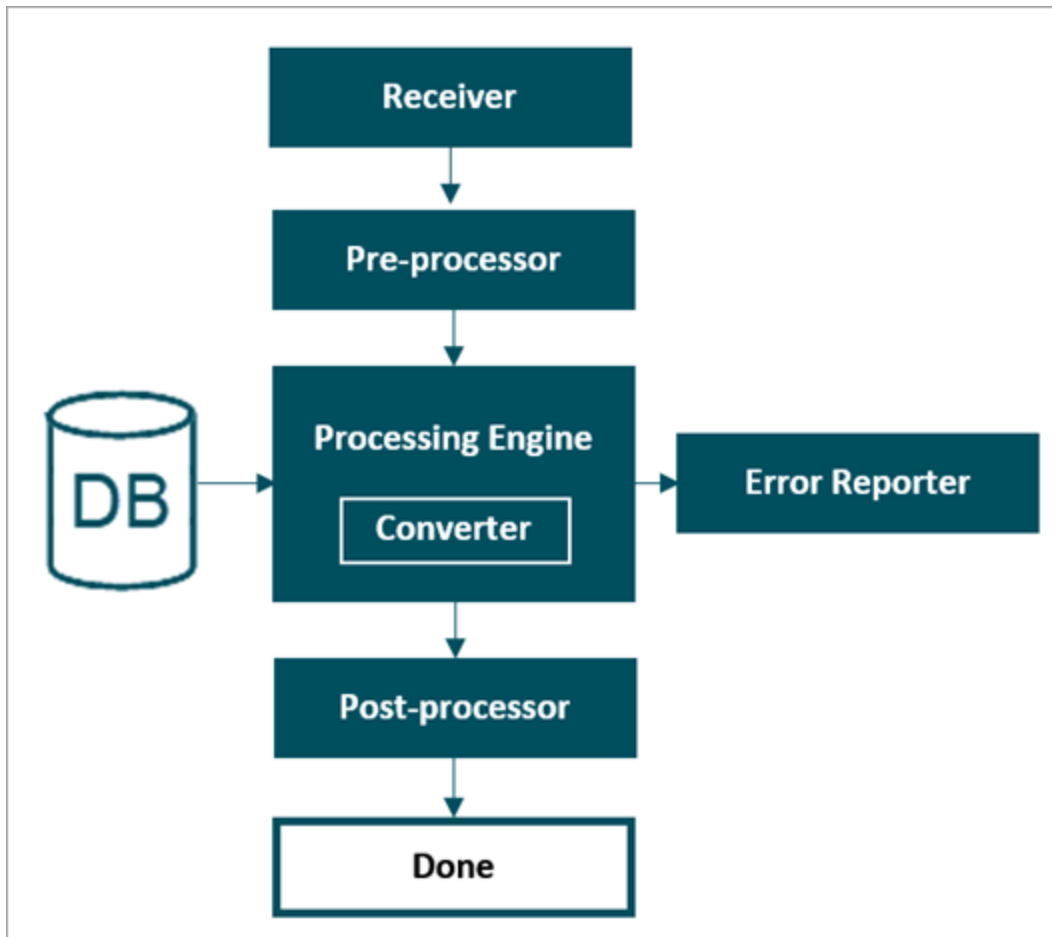 Receiver
Pre-processor
Processing Engine
Converter
DB
Error Reporter
Post-processor
Done